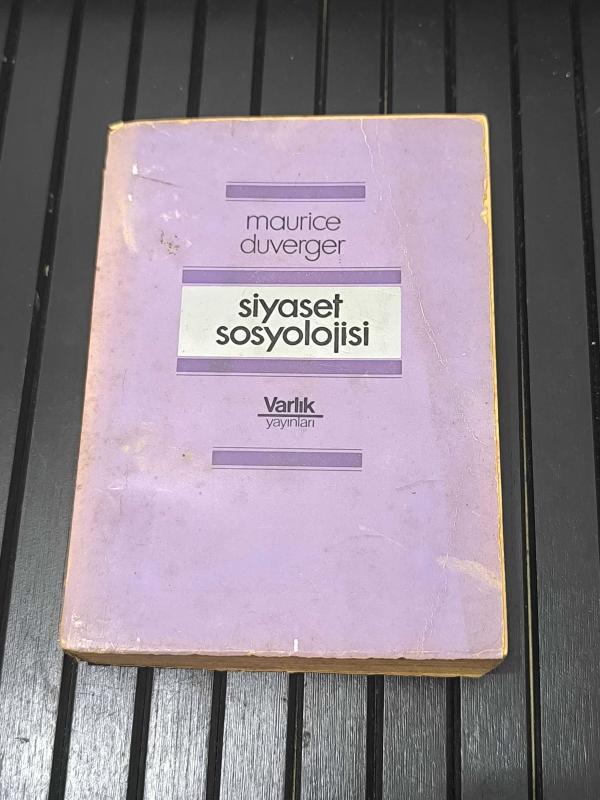 maurice
duverger
siyaset
sosyolojisi
Varlık
yayınları